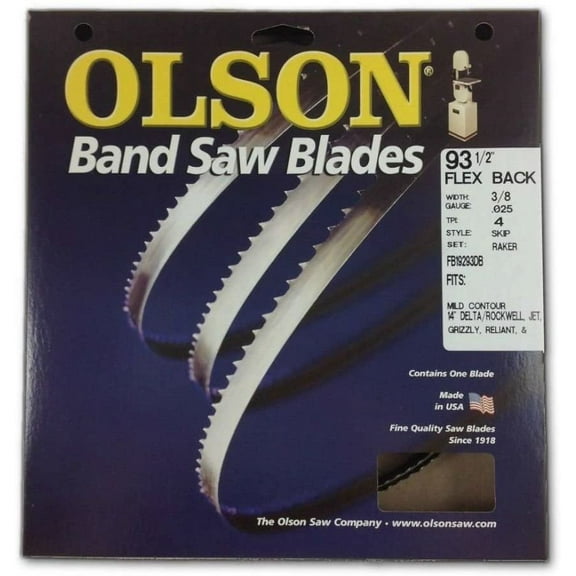 OLSON®
Band Saw Blades
93 1/2"
FLEX BACK
WIDTH: 3/8
GAUGE: .025
TPI: 4
STYLE: SKIP
SET: RAKER
FB19293DB
FITS:
MILD CONTOUR
14" DELTA/ROCKWELL, JET,
GRIZZLY, RELIANT, &
Contains One Blade
Made
in USA
Fine Quality Saw Blades
Since 1918
The Olson Saw Company • www.olsonsaw.com